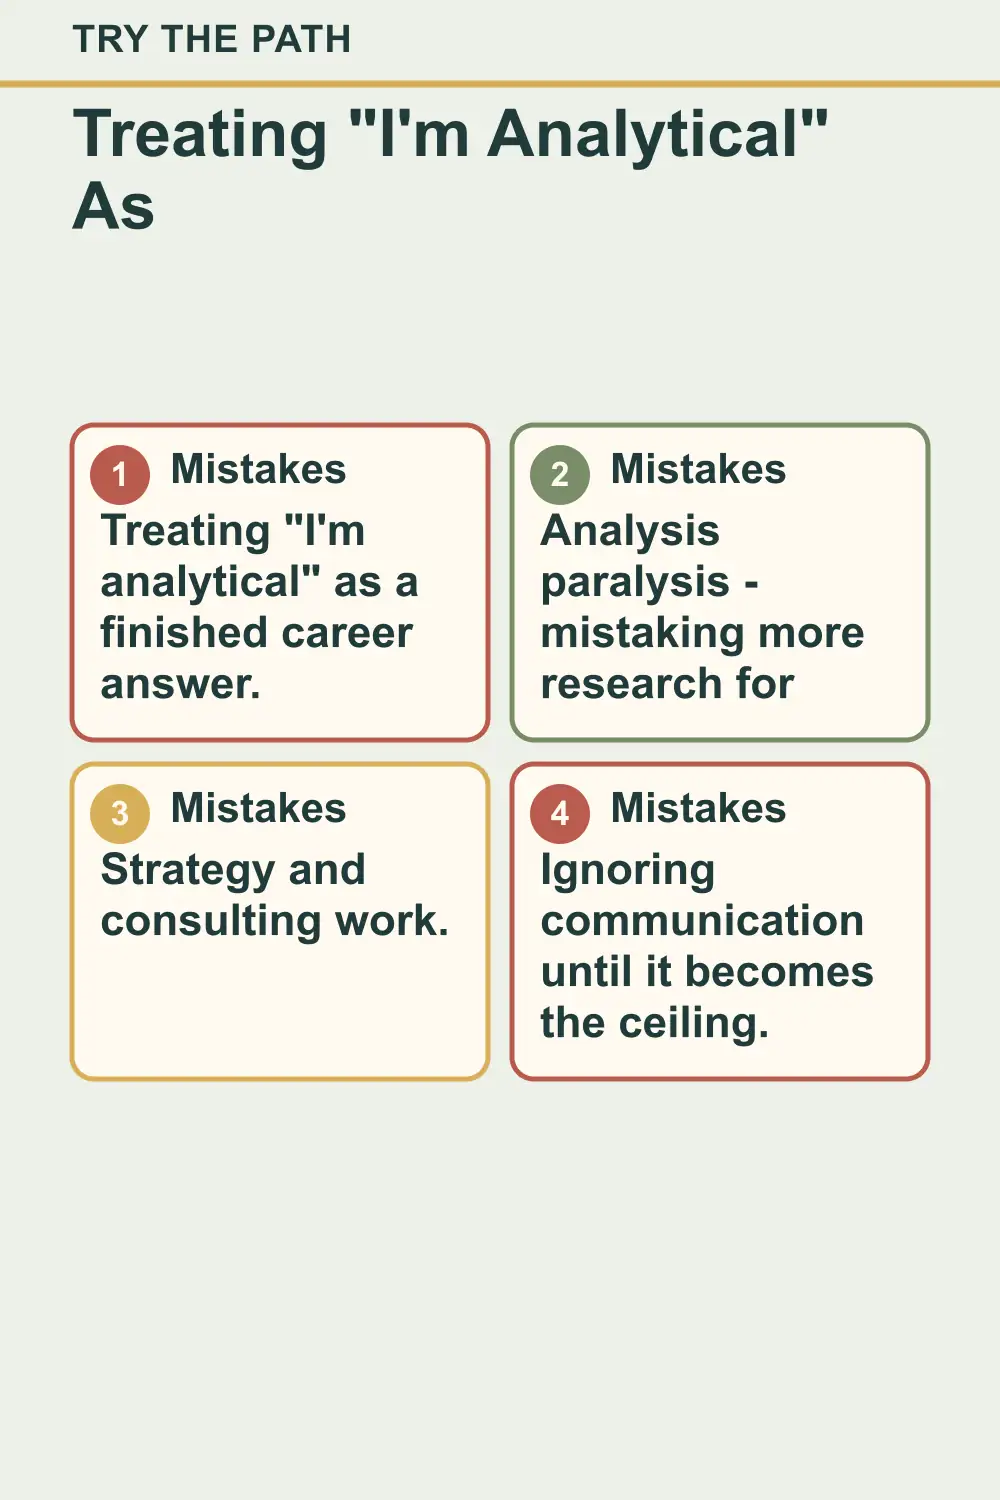 TRY THE PATH
Treating "I'm Analytical"
As
1 Mistakes
Treating "I'm
analytical" as a
finished career
answer.
2 Mistakes
Analysis
paralysis -
mistaking more
research for
3 Mistakes
Strategy and
consulting work.
4 Mistakes
Ignoring
communication
until it becomes
the ceiling.